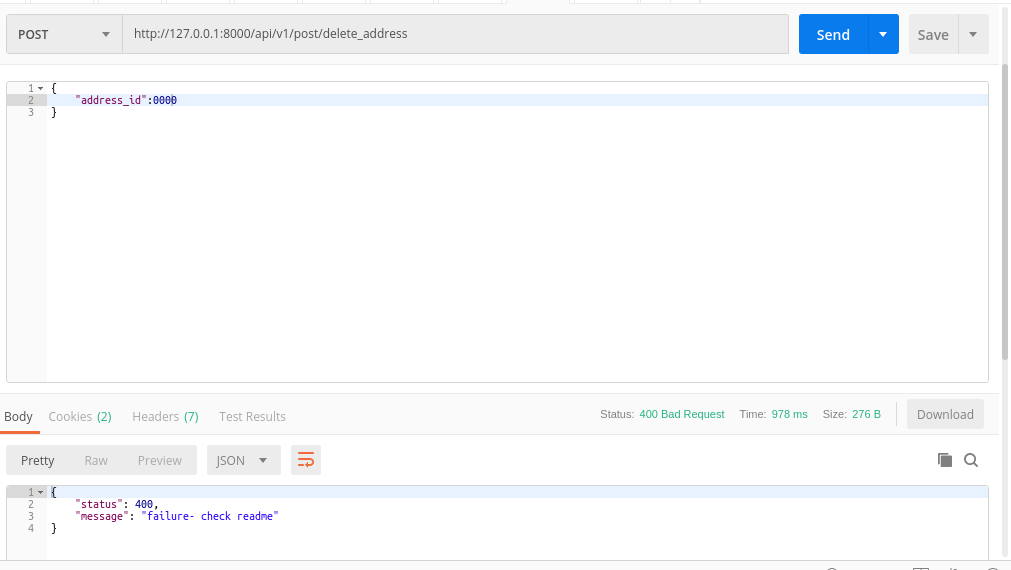 POST http://127.0.0.1:8000/api/v1/post/delete_address Send Save
1 {
2 "address_id":0000
3 }
Body Cookies (2) Headers (7) Test Results Status: 400 Bad Request Time: 978 ms Size: 276 B Download
Pretty Raw Preview JSON
1 {
2 "status": 400,
3 "message": "failure- check readme"
4 }